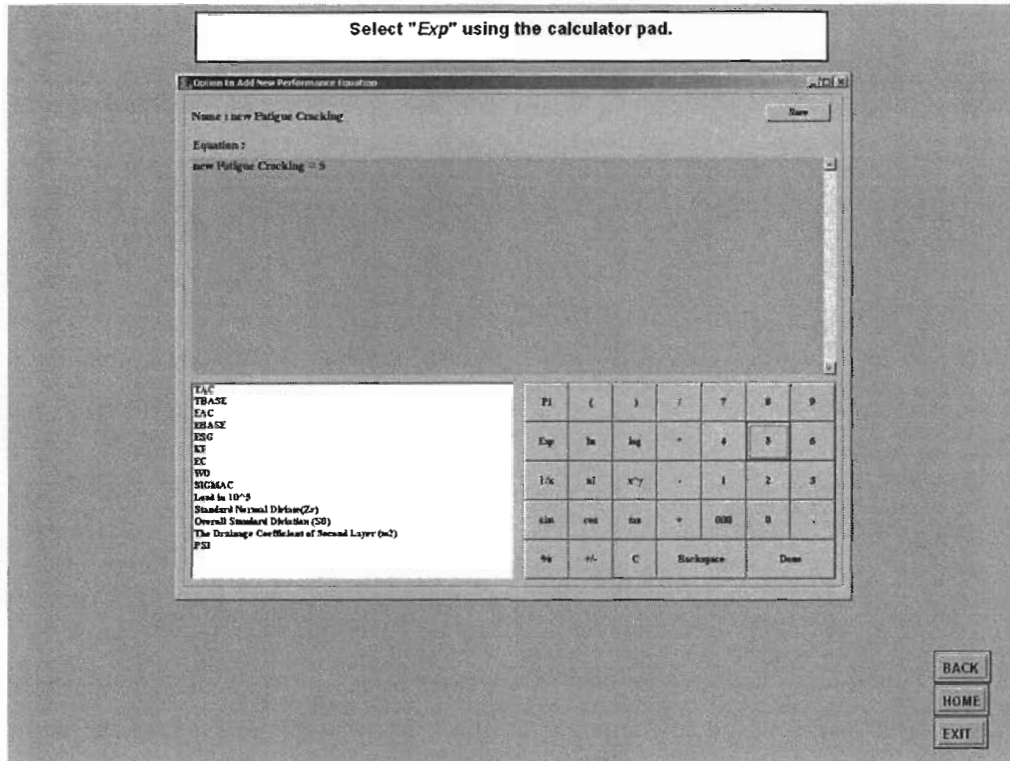 Select "Exp" using the calculator pad.
Option to Add New Performance Equation
Name : new Fatigue Cracking
Save
Equation :
new Fatigue Cracking = 5
TAC
TBASE
EAC
EBASE
ESG
KF
EC
WD
SIGMAC
Load in 10^5
Standard Normal Diviate(Zr)
Overall Standard Diviation (S0)
The Drainage Coefficient of Second Layer (m2)
PSI
Pi ( ) / 7 8 9
Exp ln log * 4 5 6
1/x n! x^y - 1 2 3
sin cos tan + 000 0 .
% +/- C Backspace Done
BACK
HOME
EXIT